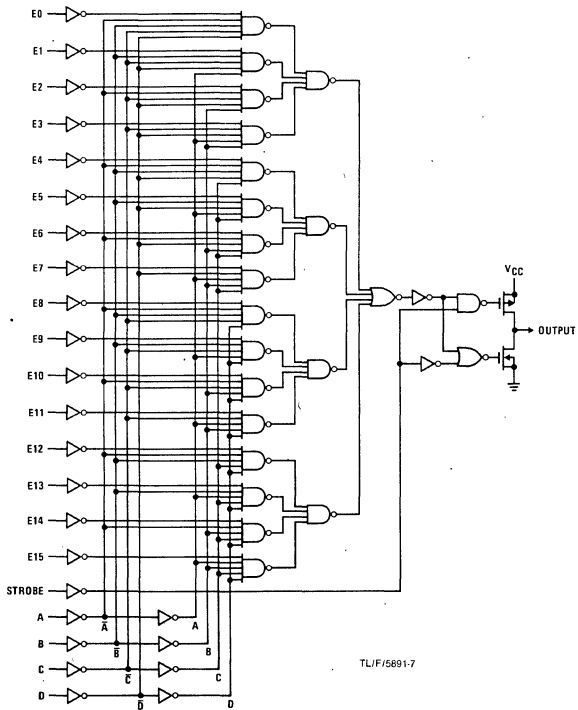 E0
E1
E2
E3
E4
E5
E6
E7
E8
VCC
OUTPUT
E9
E10
E11
E12
E13
E14
E15
STROBE
A
A̅
A
B
B̅
B
C
C̅
C
D
D̅
D
TL/F/5891-7